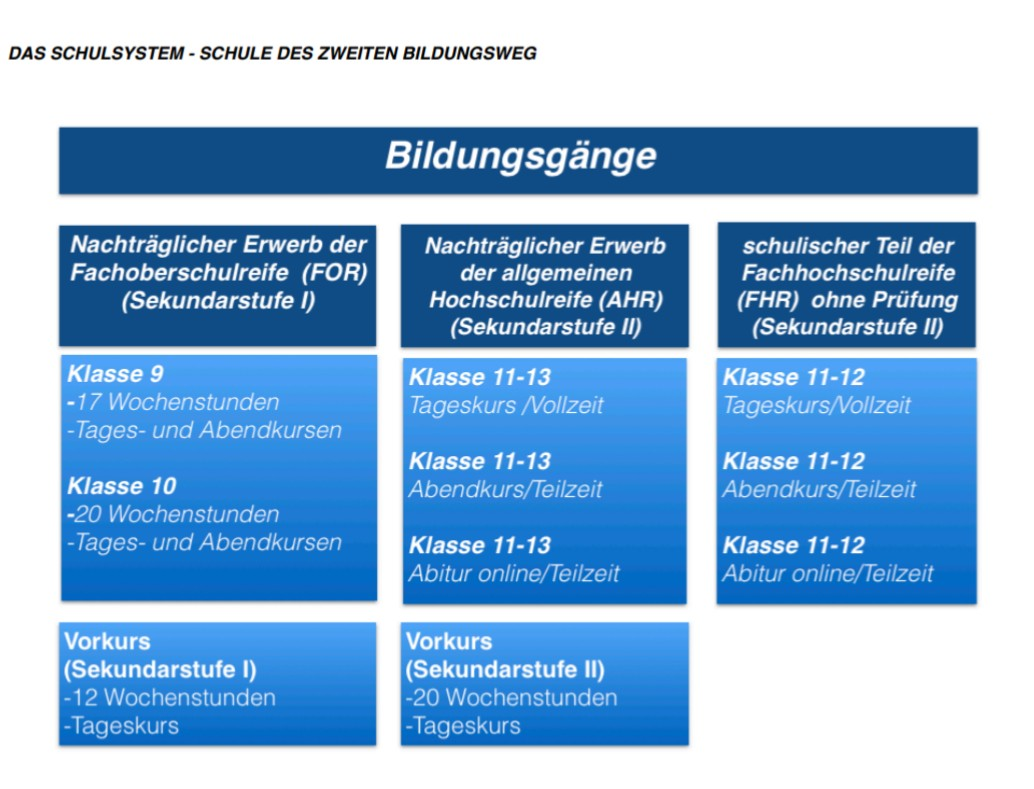 DAS SCHULSYSTEM - SCHULE DES ZWEITEN BILDUNGSWEG
Bildungsgänge
Nachträglicher Erwerb der
Fachoberschulreife (FOR)
(Sekundarstufe I)
Klasse 9
-17 Wochenstunden
-Tages- und Abendkursen
Klasse 10
-20 Wochenstunden
-Tages- und Abendkursen
Vorkurs
(Sekundarstufe I)
-12 Wochenstunden
-Tageskurs
Nachträglicher Erwerb
der allgemeinen
Hochschulreife (AHR)
(Sekundarstufe II)
Klasse 11-13
Tageskurs /Vollzeit
Klasse 11-13
Abendkurs/Teilzeit
Klasse 11-13
Abitur online/Teilzeit
Vorkurs
(Sekundarstufe II)
-20 Wochenstunden
-Tageskurs
schulischer Teil der
Fachhochschulreife
(FHR) ohne Prüfung
(Sekundarstufe II)
Klasse 11-12
Tageskurs/Vollzeit
Klasse 11-12
Abendkurs/Teilzeit
Klasse 11-12
Abitur online/Teilzeit